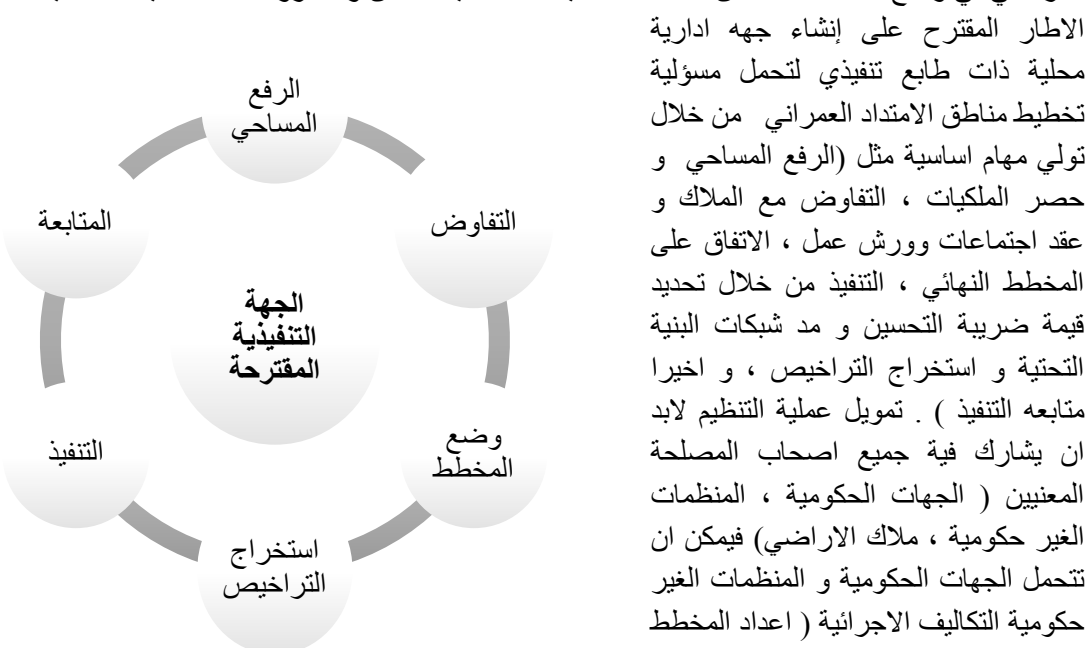 الاطار المقترح على إنشاء جهه ادارية
محلية ذات طابع تنفيذي لتحمل مسؤلية
تخطيط مناطق الامتداد العمراني من خلال
تولي مهام اساسية مثل (الرفع المساحي و
حصر الملكيات ، التفاوض مع الملاك و
عقد اجتماعات وورش عمل ، الاتفاق على
المخطط النهائي ، التنفيذ من خلال تحديد
قيمة ضريبة التحسين و مد شبكات البنية
التحتية و استخراج التراخيص ، و اخيرا
متابعه التنفيذ ) . تمويل عملية التنظيم لابد
ان يشارك فية جميع اصحاب المصلحة
المعنيين ( الجهات الحكومية ، المنظمات
الغير حكومية ، ملاك الاراضي) فيمكن ان
تتحمل الجهات الحكومية و المنظمات الغير
حكومية التكاليف الاجرائية ( اعداد المخطط
الرفع
المساحي
التفاوض
وضع
المخطط
استخراج
التراخيص
التنفيذ
المتابعة
الجهة
التنفيذية
المقترحة